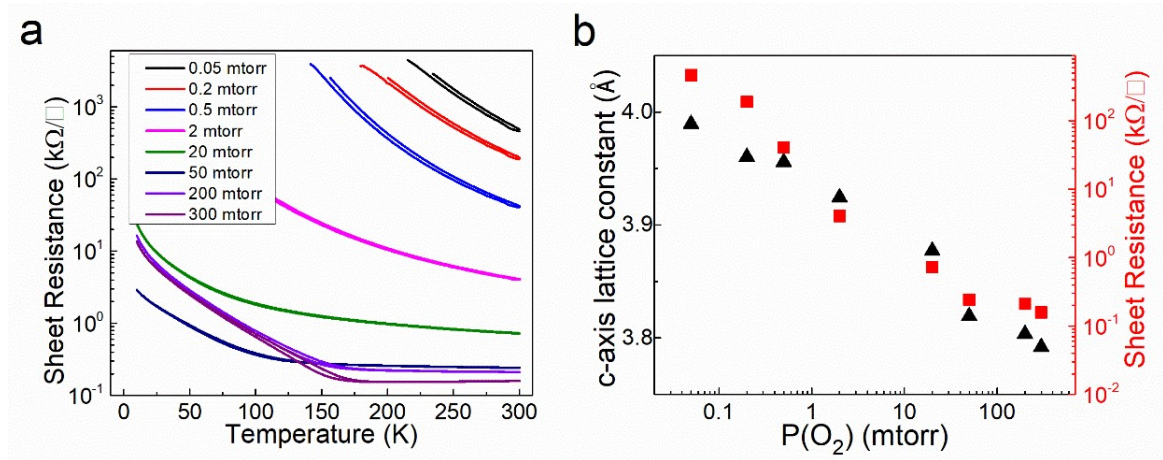 a
0.05 mtorr
0.2 mtorr
0.5 mtorr
2 mtorr
20 mtorr
50 mtorr
200 mtorr
300 mtorr
Sheet Resistance (kΩ/□)
10³
10²
10¹
10⁰
10⁻¹
0 50 100 150 200 250 300
Temperature (K)
b
c-axis lattice constant (Å)
4.0
3.9
3.8
10²
10¹
10⁰
10⁻¹
10⁻²
Sheet Resistance (kΩ/□)
0.1 1 10 100
P(O₂) (mtorr)